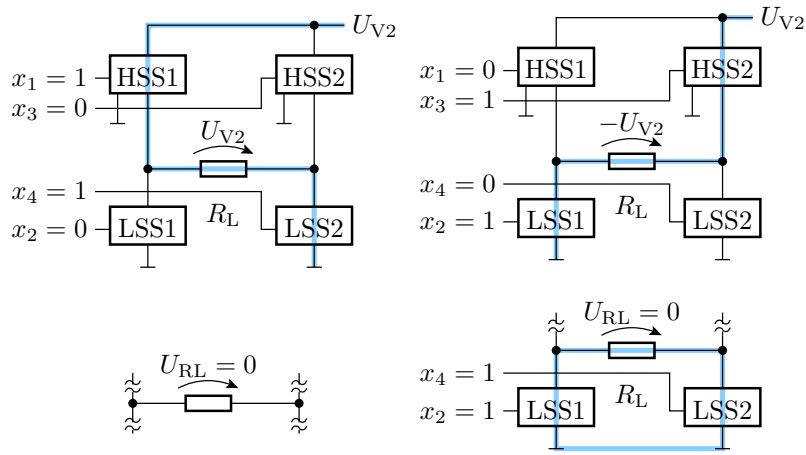 U_V2
HSS1 HSS2
x_1 = 1
x_3 = 0
U_V2
x_4 = 1
R_L
x_2 = 0
LSS1 LSS2
U_V2
HSS1 HSS2
x_1 = 0
x_3 = 1
−U_V2
x_4 = 0
R_L
x_2 = 1
LSS1 LSS2
U_RL = 0
U_RL = 0
x_4 = 1
R_L
x_2 = 1
LSS1 LSS2